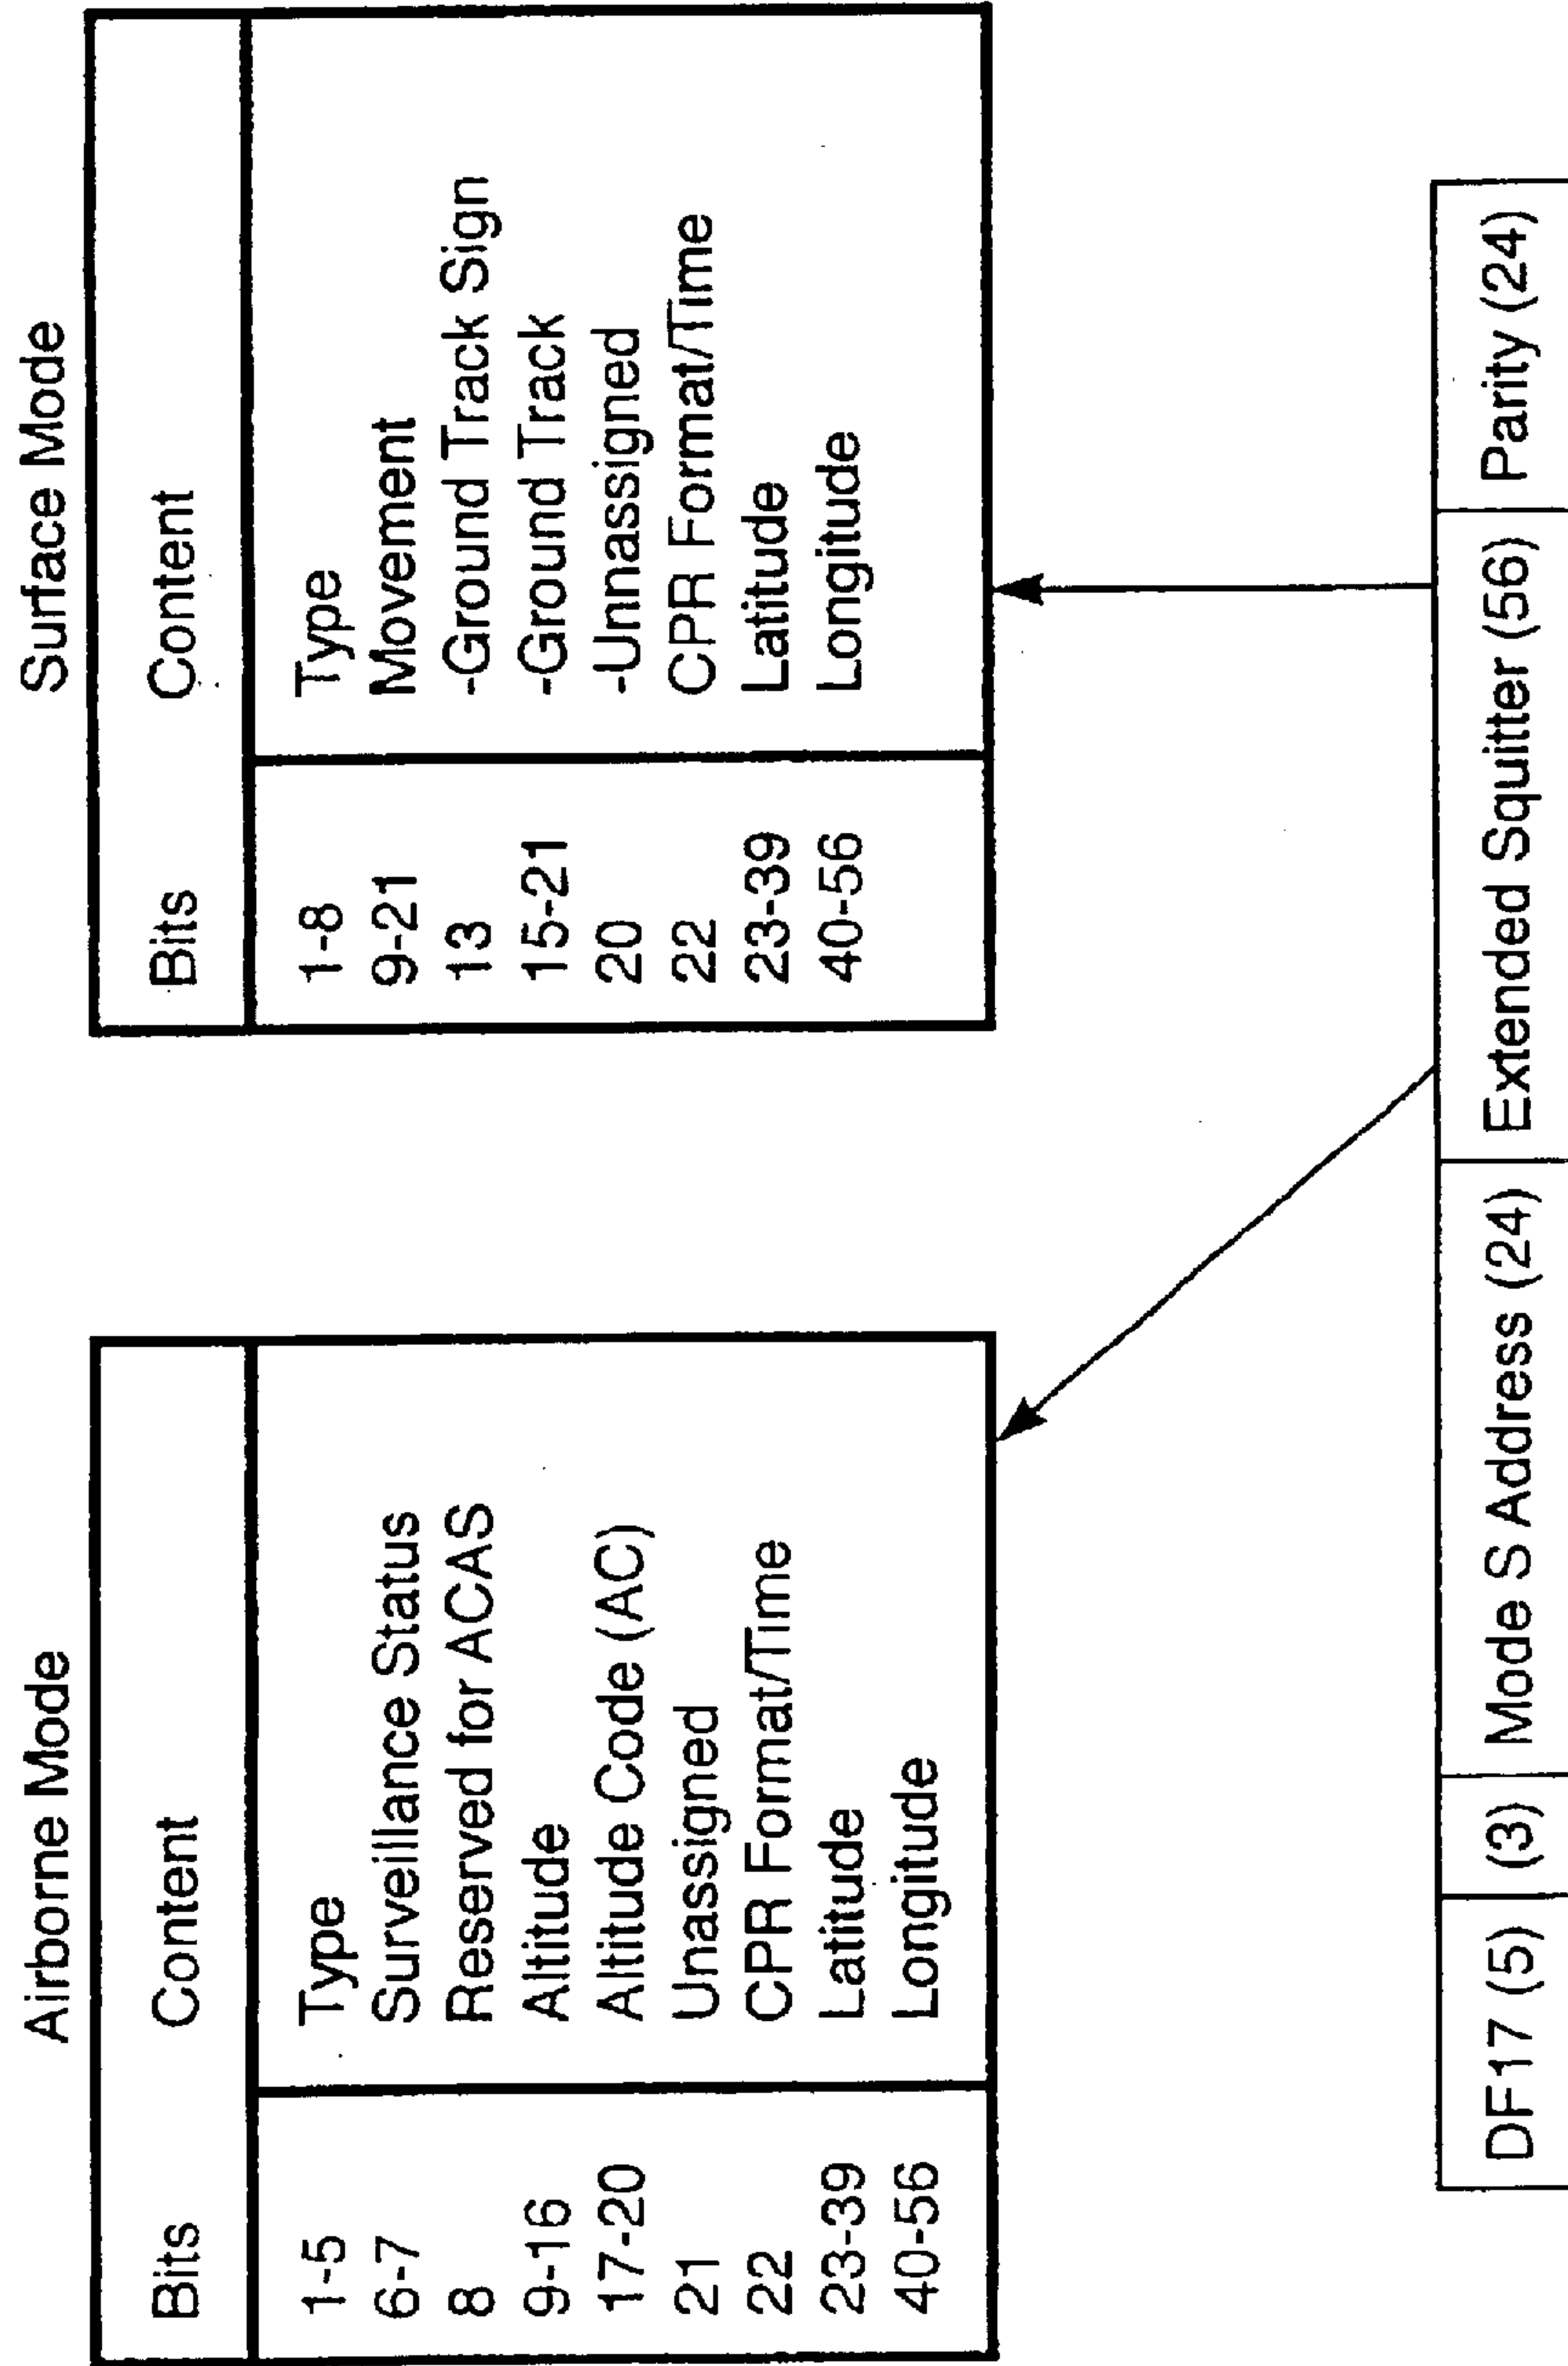 Airborne Mode
Bits Content
1-5 Type
6-7 Surveillance Status
8 Reserved for ACAS
9-16 Altitude
17-20 Altitude Code (AC)
21 Unassigned
22 CPR Format/Time
23-39 Latitude
40-56 Longitude
Surface Mode
Bits Content
1-8 Type
9-21 Movement
13 -Ground Track Sign
15-21 -Ground Track
20 -Unnassigned
22 CPR Format/Time
23-39 Latitude
40-56 Longitude
DF17 (5) (3) Mode S Address (24) Extended Squitter (56) Parity (24)